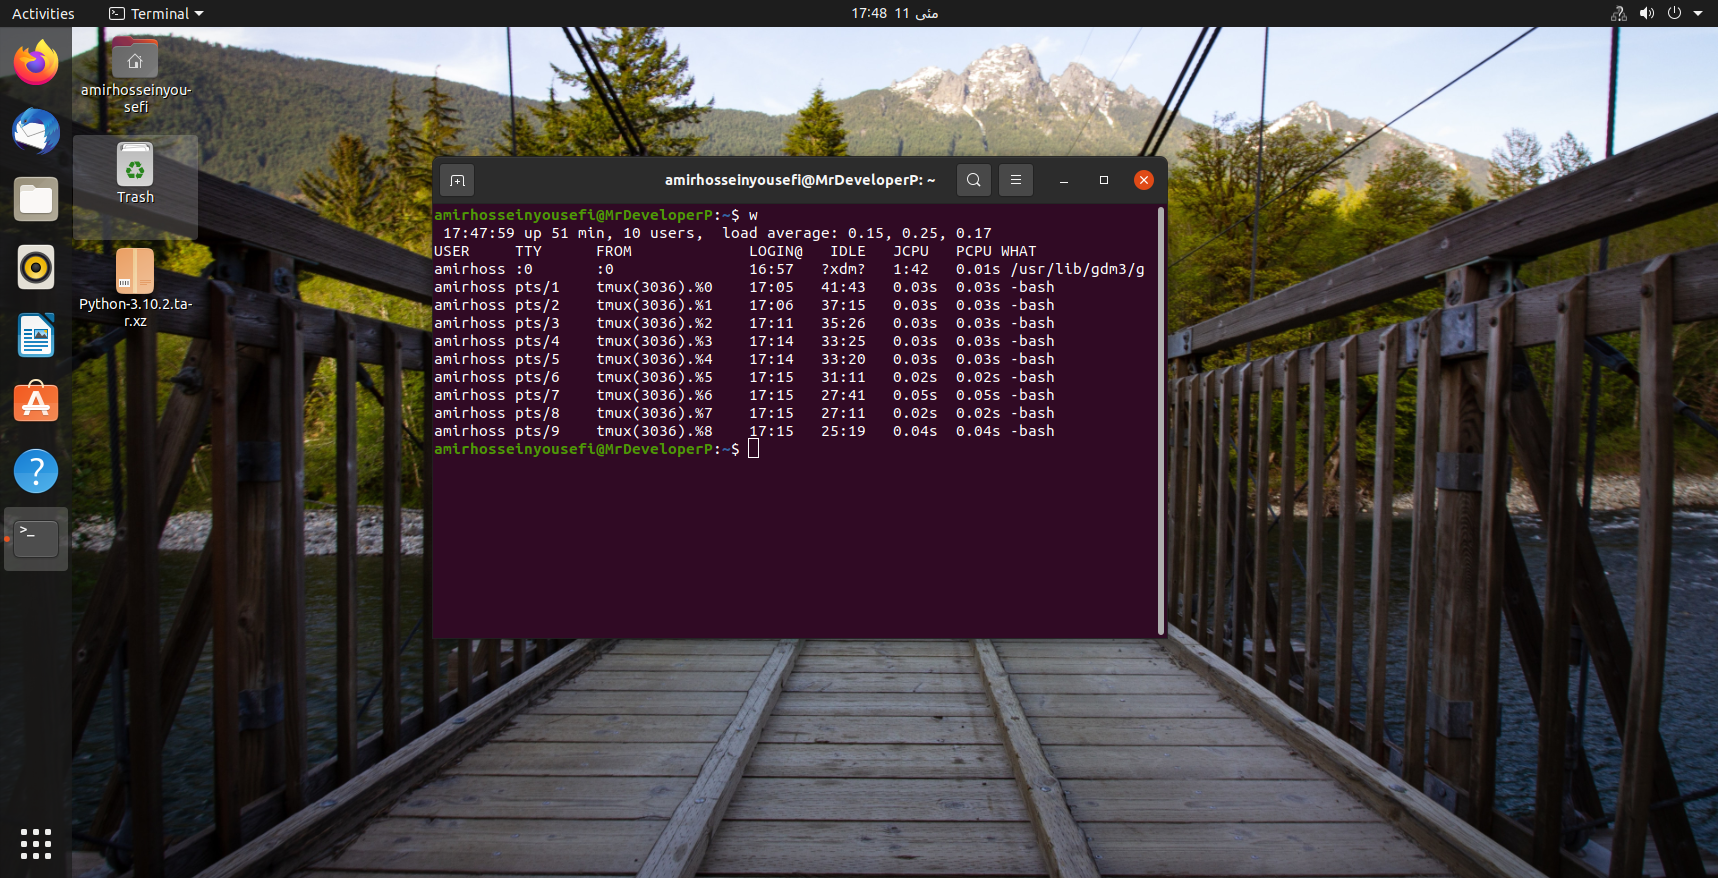 Activities
Terminal
17:48 11 مئی
amirhosseinyou-
sefi
Trash
Python-3.10.2.ta-
r.xz
amirhosseinyousefi@MrDeveloperP: ~
amirhosseinyousefi@MrDeveloperP:~$ w
17:47:59 up 51 min, 10 users,  load average: 0.15, 0.25, 0.17
USER     TTY      FROM             LOGIN@   IDLE   JCPU   PCPU WHAT
amirhoss :0       :0               16:57   ?xdm?   1:42   0.01s /usr/lib/gdm3/g
amirhoss pts/1    tmux(3036).%0    17:05   41:43   0.03s  0.03s -bash
amirhoss pts/2    tmux(3036).%1    17:06   37:15   0.03s  0.03s -bash
amirhoss pts/3    tmux(3036).%2    17:11   35:26   0.03s  0.03s -bash
amirhoss pts/4    tmux(3036).%3    17:14   33:25   0.03s  0.03s -bash
amirhoss pts/5    tmux(3036).%4    17:14   33:20   0.03s  0.03s -bash
amirhoss pts/6    tmux(3036).%5    17:15   31:11   0.02s  0.02s -bash
amirhoss pts/7    tmux(3036).%6    17:15   27:41   0.05s  0.05s -bash
amirhoss pts/8    tmux(3036).%7    17:15   27:11   0.02s  0.02s -bash
amirhoss pts/9    tmux(3036).%8    17:15   25:19   0.04s  0.04s -bash
amirhosseinyousefi@MrDeveloperP:~$